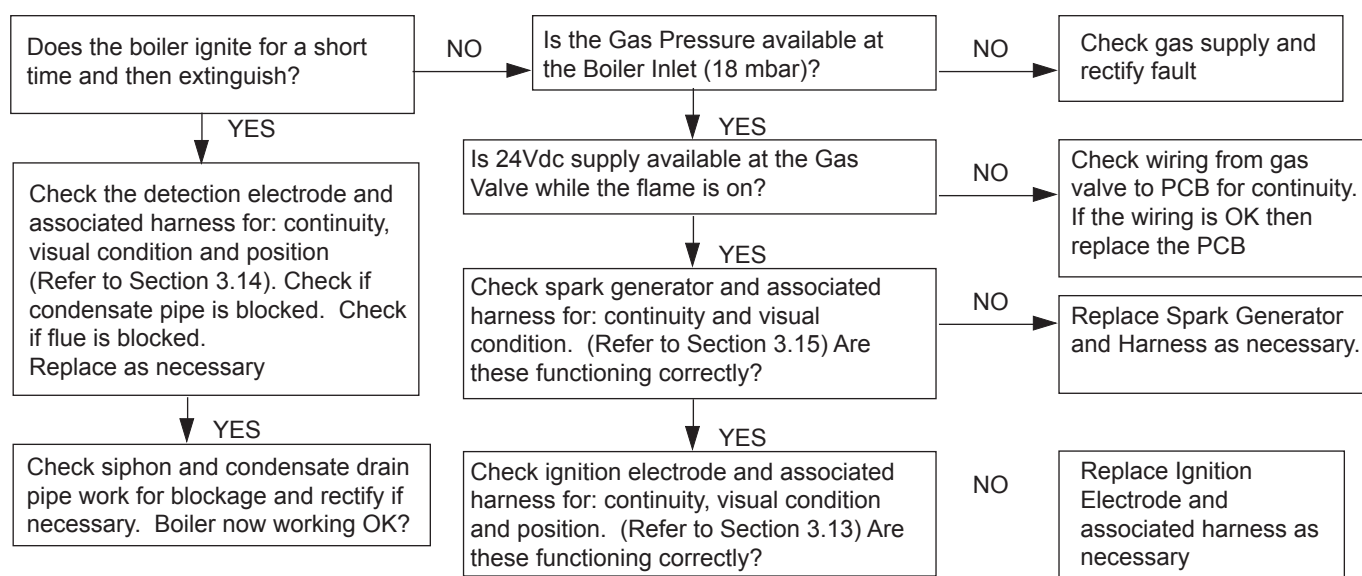 Does the boiler ignite for a short
time and then extinguish?
NO
Is the Gas Pressure available at
the Boiler Inlet (18 mbar)?
NO
Check gas supply and
rectify fault
YES
YES
Check the detection electrode and
associated harness for: continuity,
visual condition and position
(Refer to Section 3.14). Check if
condensate pipe is blocked.  Check
if flue is blocked.
Replace as necessary
Is 24Vdc supply available at the Gas
Valve while the flame is on?
NO
Check wiring from gas
valve to PCB for continuity.
If the wiring is OK then
replace the PCB
YES
Check spark generator and associated
harness for: continuity and visual
condition.  (Refer to Section 3.15) Are
these functioning correctly?
NO
Replace Spark Generator
and Harness as necessary.
YES
YES
Check siphon and condensate drain
pipe work for blockage and rectify if
necessary.  Boiler now working OK?
Check ignition electrode and associated
harness for: continuity, visual condition
and position.  (Refer to Section 3.13) Are
these functioning correctly?
NO
Replace Ignition
Electrode and
associated harness as
necessary